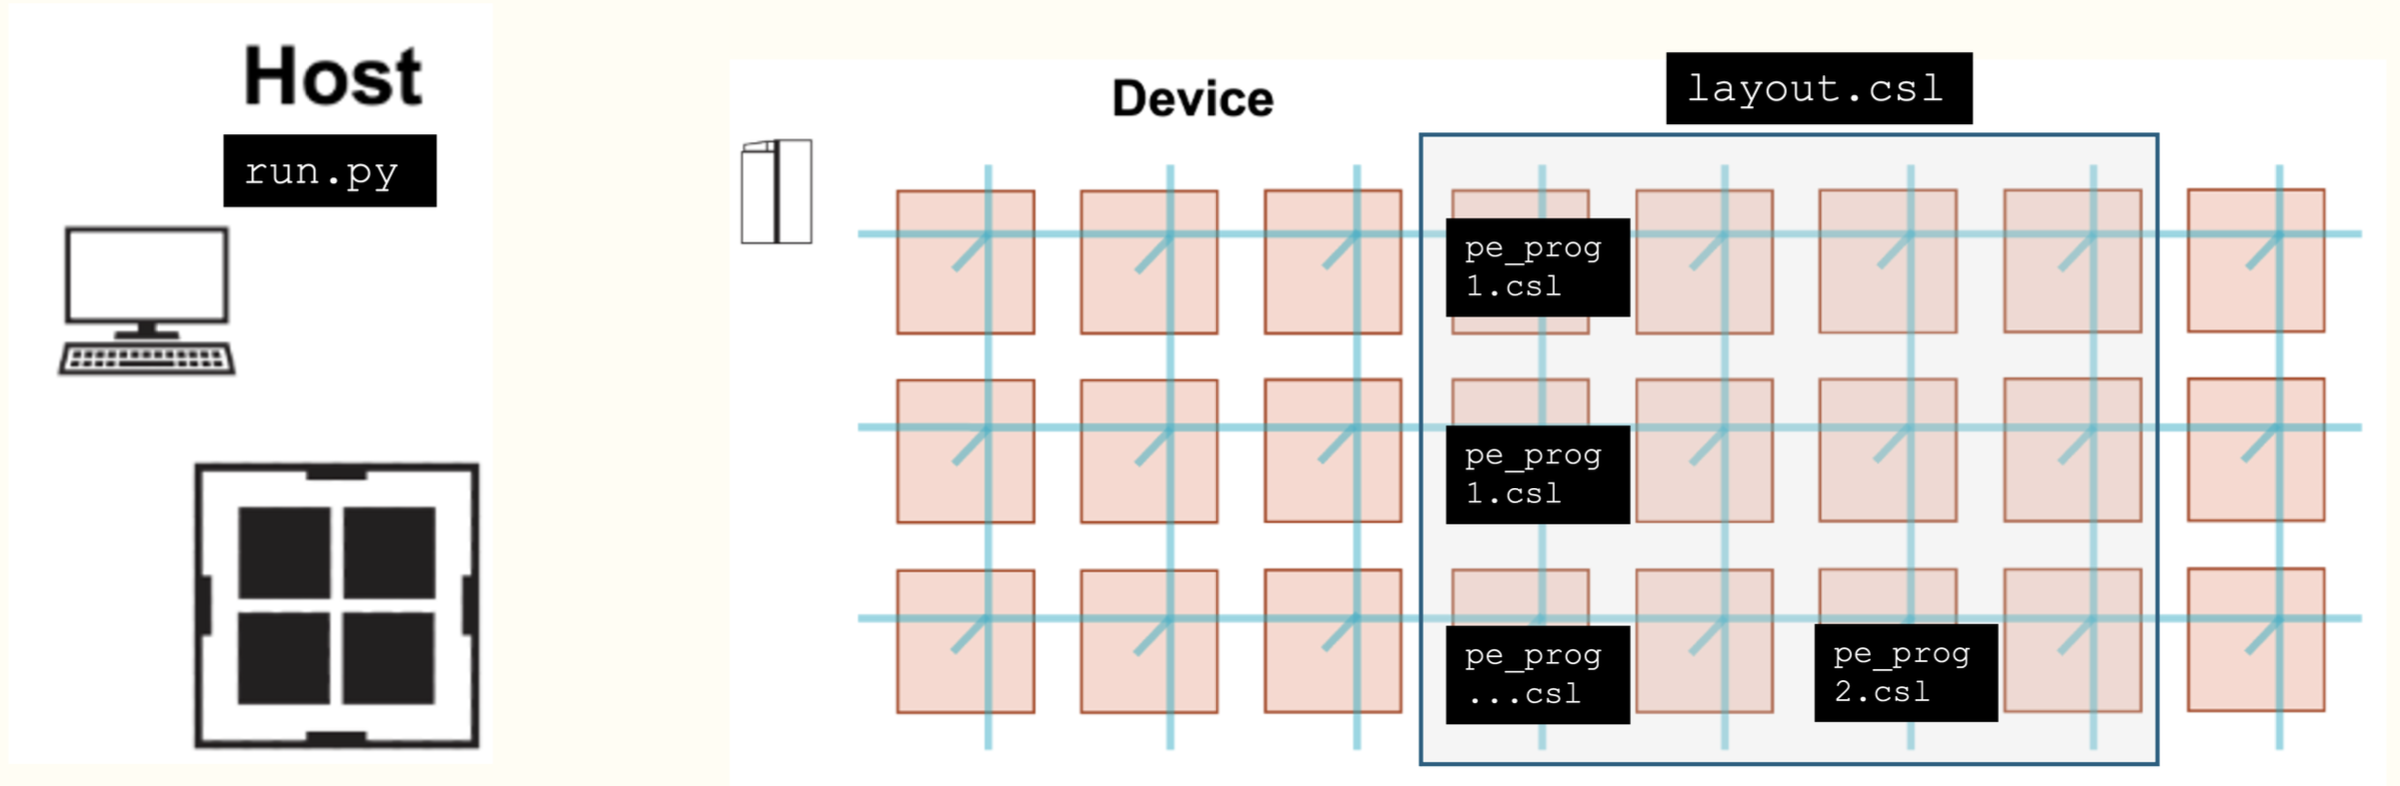 Host
run.py
Device
layout.csl
pe_prog
1.csl
pe_prog
1.csl
pe_prog
...csl
pe_prog
2.csl